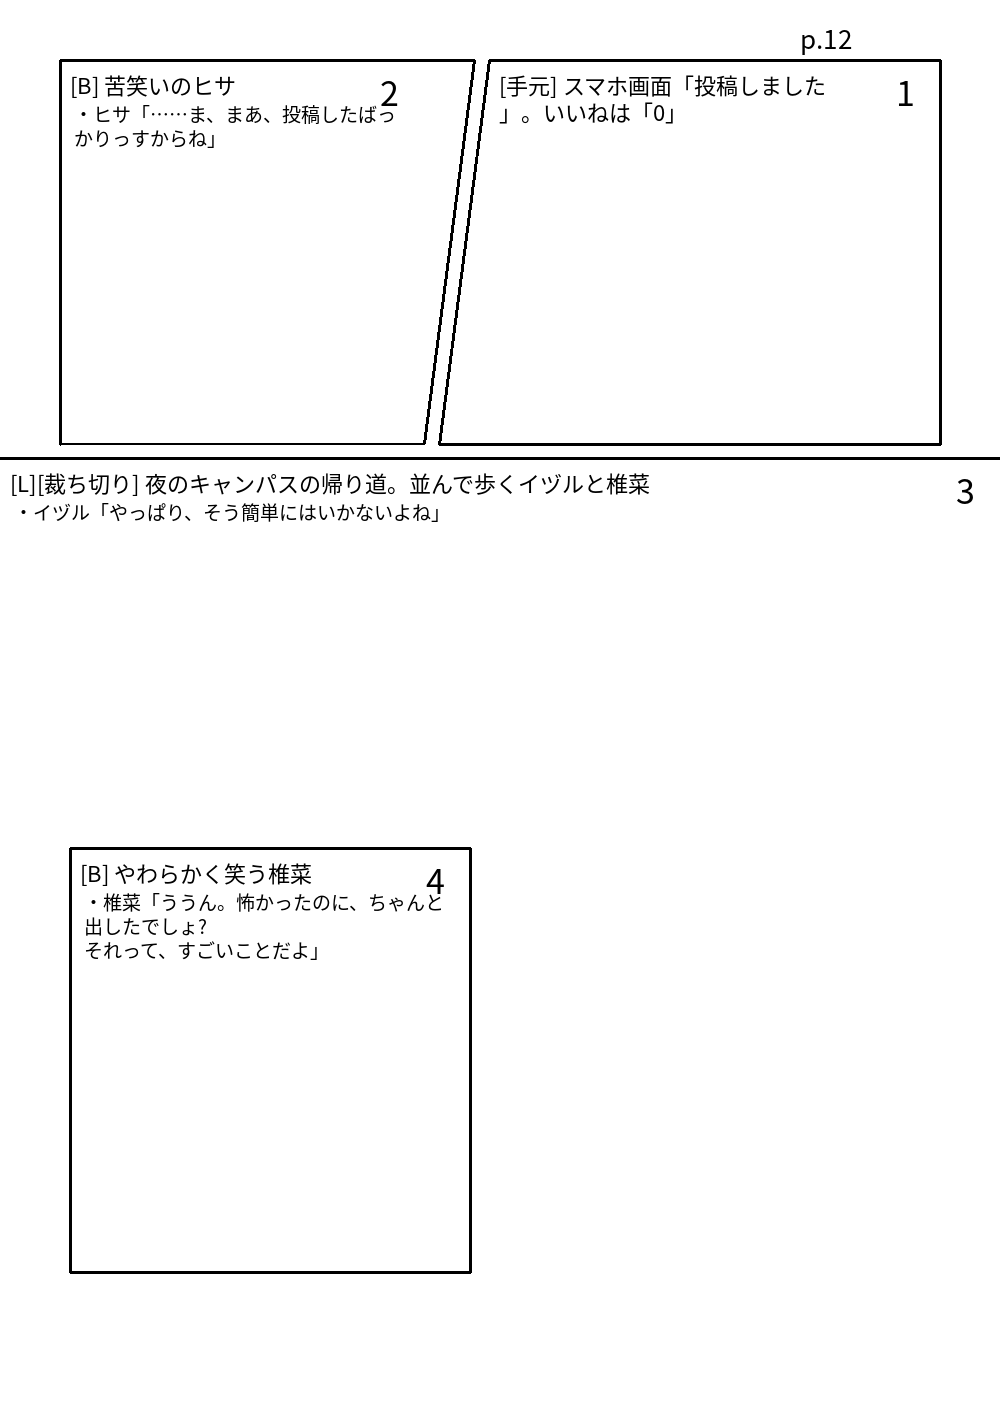 p.12
[手元] スマホ画面「投稿しました
」。いいねは「0」
1
[B] 苦笑いのヒサ
2
・ヒサ「……ま、まあ、投稿したばっ
かりっすからね」
[L][裁ち切り] 夜のキャンパスの帰り道。並んで歩くイヅルと椎菜
3
・イヅル「やっぱり、そう簡単にはいかないよね」
[B] やわらかく笑う椎菜
4
・椎菜「ううん。怖かったのに、ちゃんと
出したでしょ?
それって、すごいことだよ」